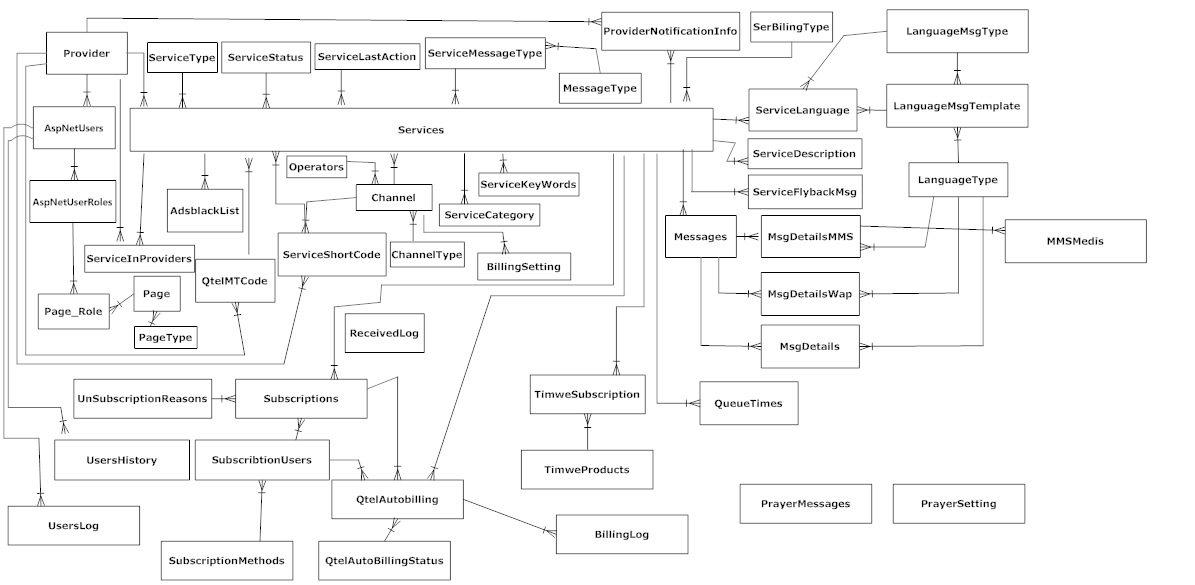 ProviderNotificationInfo
SerBilingType
LanguageMsgType
Provider
ServiceType
ServiceStatus
ServiceLastAction
ServiceMessageType
MessageType
ServiceLanguage
LanguageMsgTemplate
AspNetUsers
Services
ServiceDescription
Operators
ServiceKeyWords
ServiceFlybackMsg
LanguageType
AspNetUserRoles
AdsblackList
Channel
ServiceCategory
Messages
MsgDetailsMMS
MMSMedis
ServiceInProviders
ServiceShortCode
ChannelType
BillingSetting
QtelMTCode
Page
MsgDetailsWap
Page_Role
PageType
ReceivedLog
MsgDetails
UnSubscriptionReasons
Subscriptions
TimweSubscription
QueueTimes
UsersHistory
SubscribtionUsers
TimweProducts
QtelAutobilling
PrayerMessages
PrayerSetting
UsersLog
BillingLog
SubscriptionMethods
QtelAutoBillingStatus